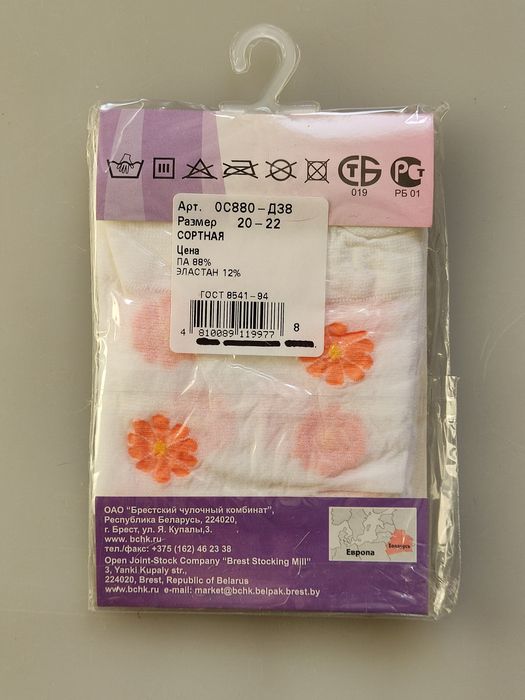 СТБ
019
РСТ
РБ 01
Арт. 0С880-Д38
Размер 20-22
СОРТНАЯ
Цена
ПА 88%
ЭЛАСТАН 12%
ГОСТ 8541-94
4 810089 119977 8
ОАО "Брестский чулочный комбинат",
Республика Беларусь, 224020,
г. Брест, ул. Я. Купалы,3.
www. bchk.ru
тел./факс: +375 (162) 46 23 38
Open Joint-Stock Company "Brest Stocking Mill"
3, Yanki Kupaly str.,
224020, Brest, Republic of Belarus
www.bchk.ru e-mail: market@bchk.belpak.brest.by
Европа
Беларусь